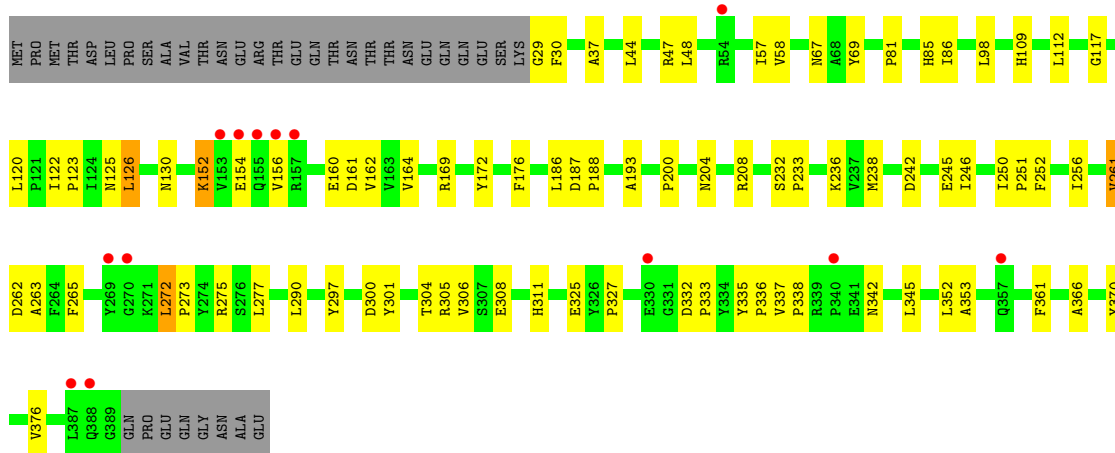 MET PRO MET THR ASP LEU PRO SER ALA VAL THR ASN GLU ARG THR GLU GLN THR ASN THR THR ASN GLU GLN GLN GLU SER LYS G29 F30 A37 L44 R47 L48 R54 I57 V58 N67 A68 Y69 P81 H85 I86 L98 H109 L112 G117
L120 P121 I122 P123 I124 N125 L126 N130 K152 V153 E154 Q155 V156 R157 E160 D161 V162 V163 V164 R169 Y172 F176 L186 D187 P188 A193 P200 N204 R208 S232 P233 K236 V237 M238 D242 E245 I246 I250 P251 F252 I256
D262 A263 F264 F265 Y269 G270 K271 L272 P273 Y274 R275 S276 L277 L290 Y297 D300 Y301 T304 R305 V306 S307 E308 H311 E325 Y326 P327 E330 G331 D332 P333 Y334 Y335 P336 V337 P338 R339 P340 E341 N342 L345 L352 A353 Q357 F361 A366 Y370
V376 L387 Q388 G389 GLN PRO GLU GLN GLY ASN ALA GLU